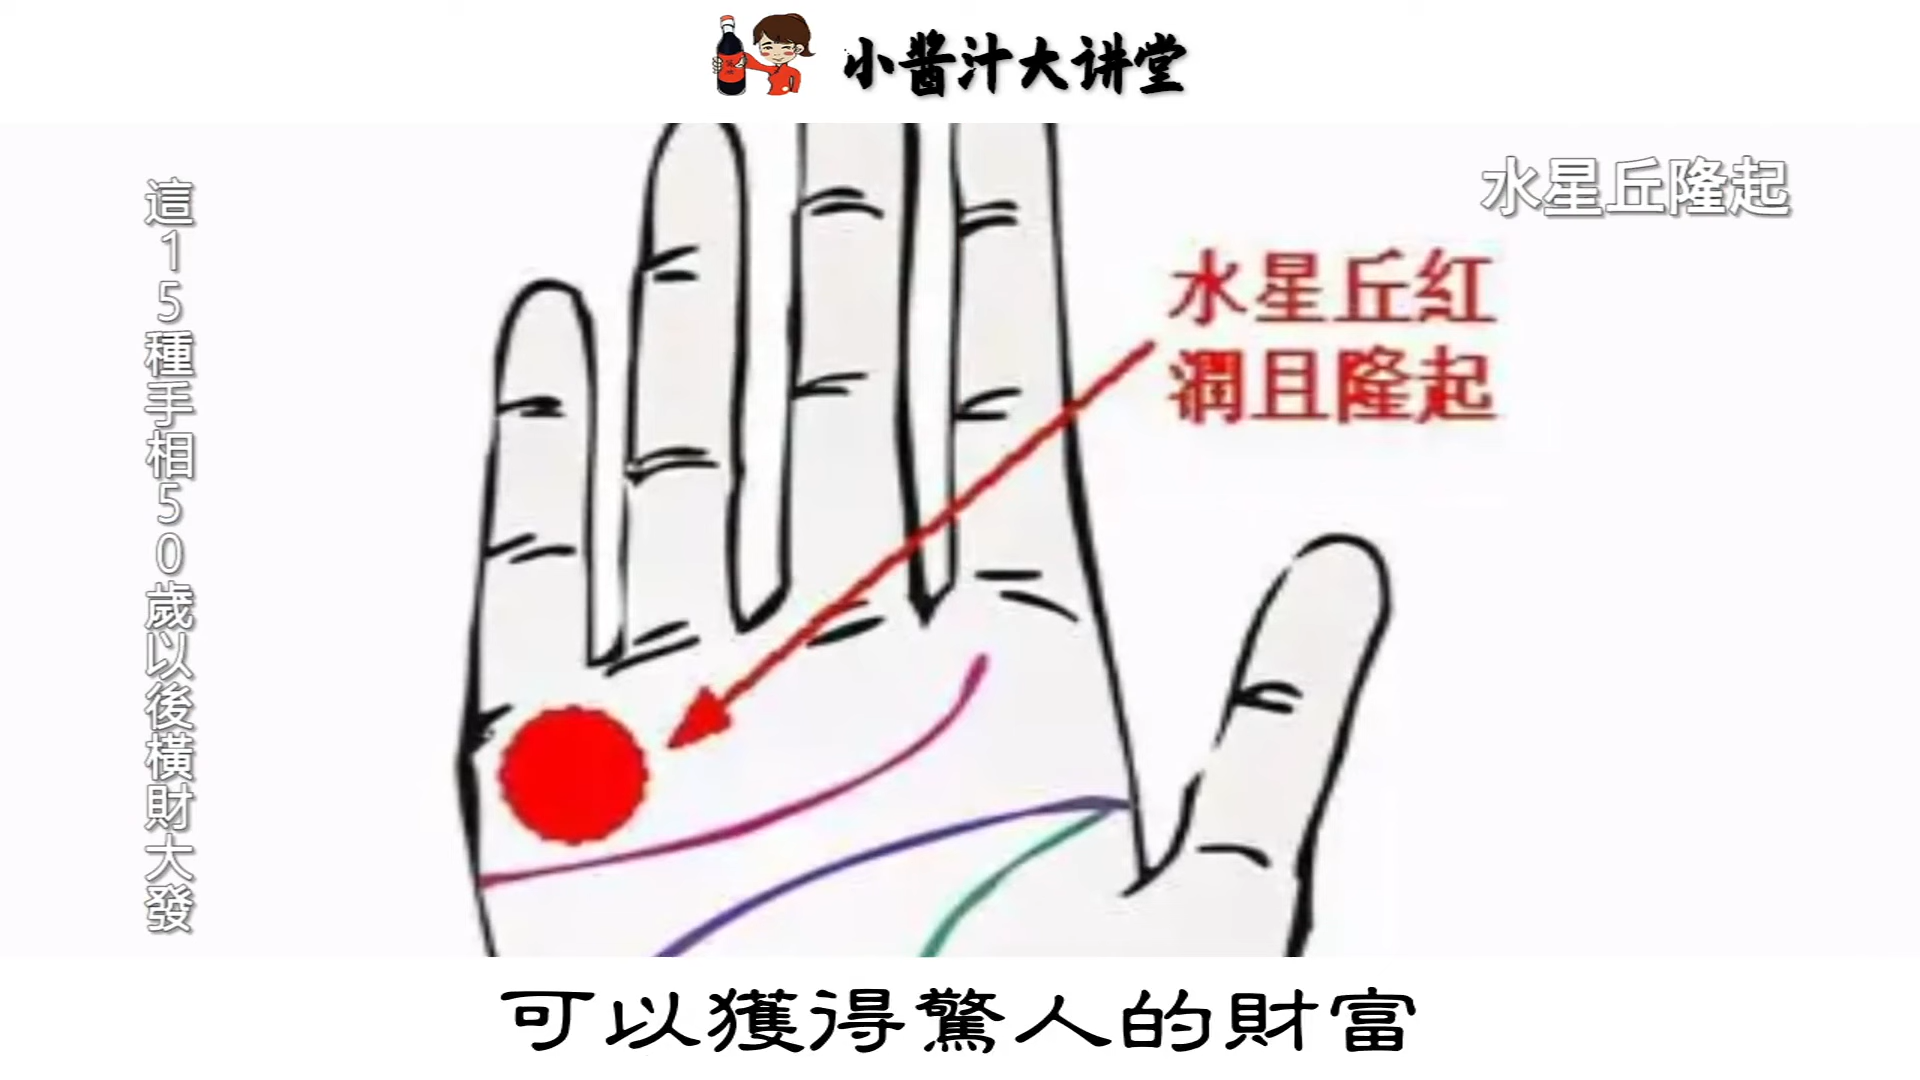 小酱汁大讲堂
水星丘隆起
這15種手相50歲以後橫財大發
水星丘红
潤且隆起
可以獲得驚人的財富